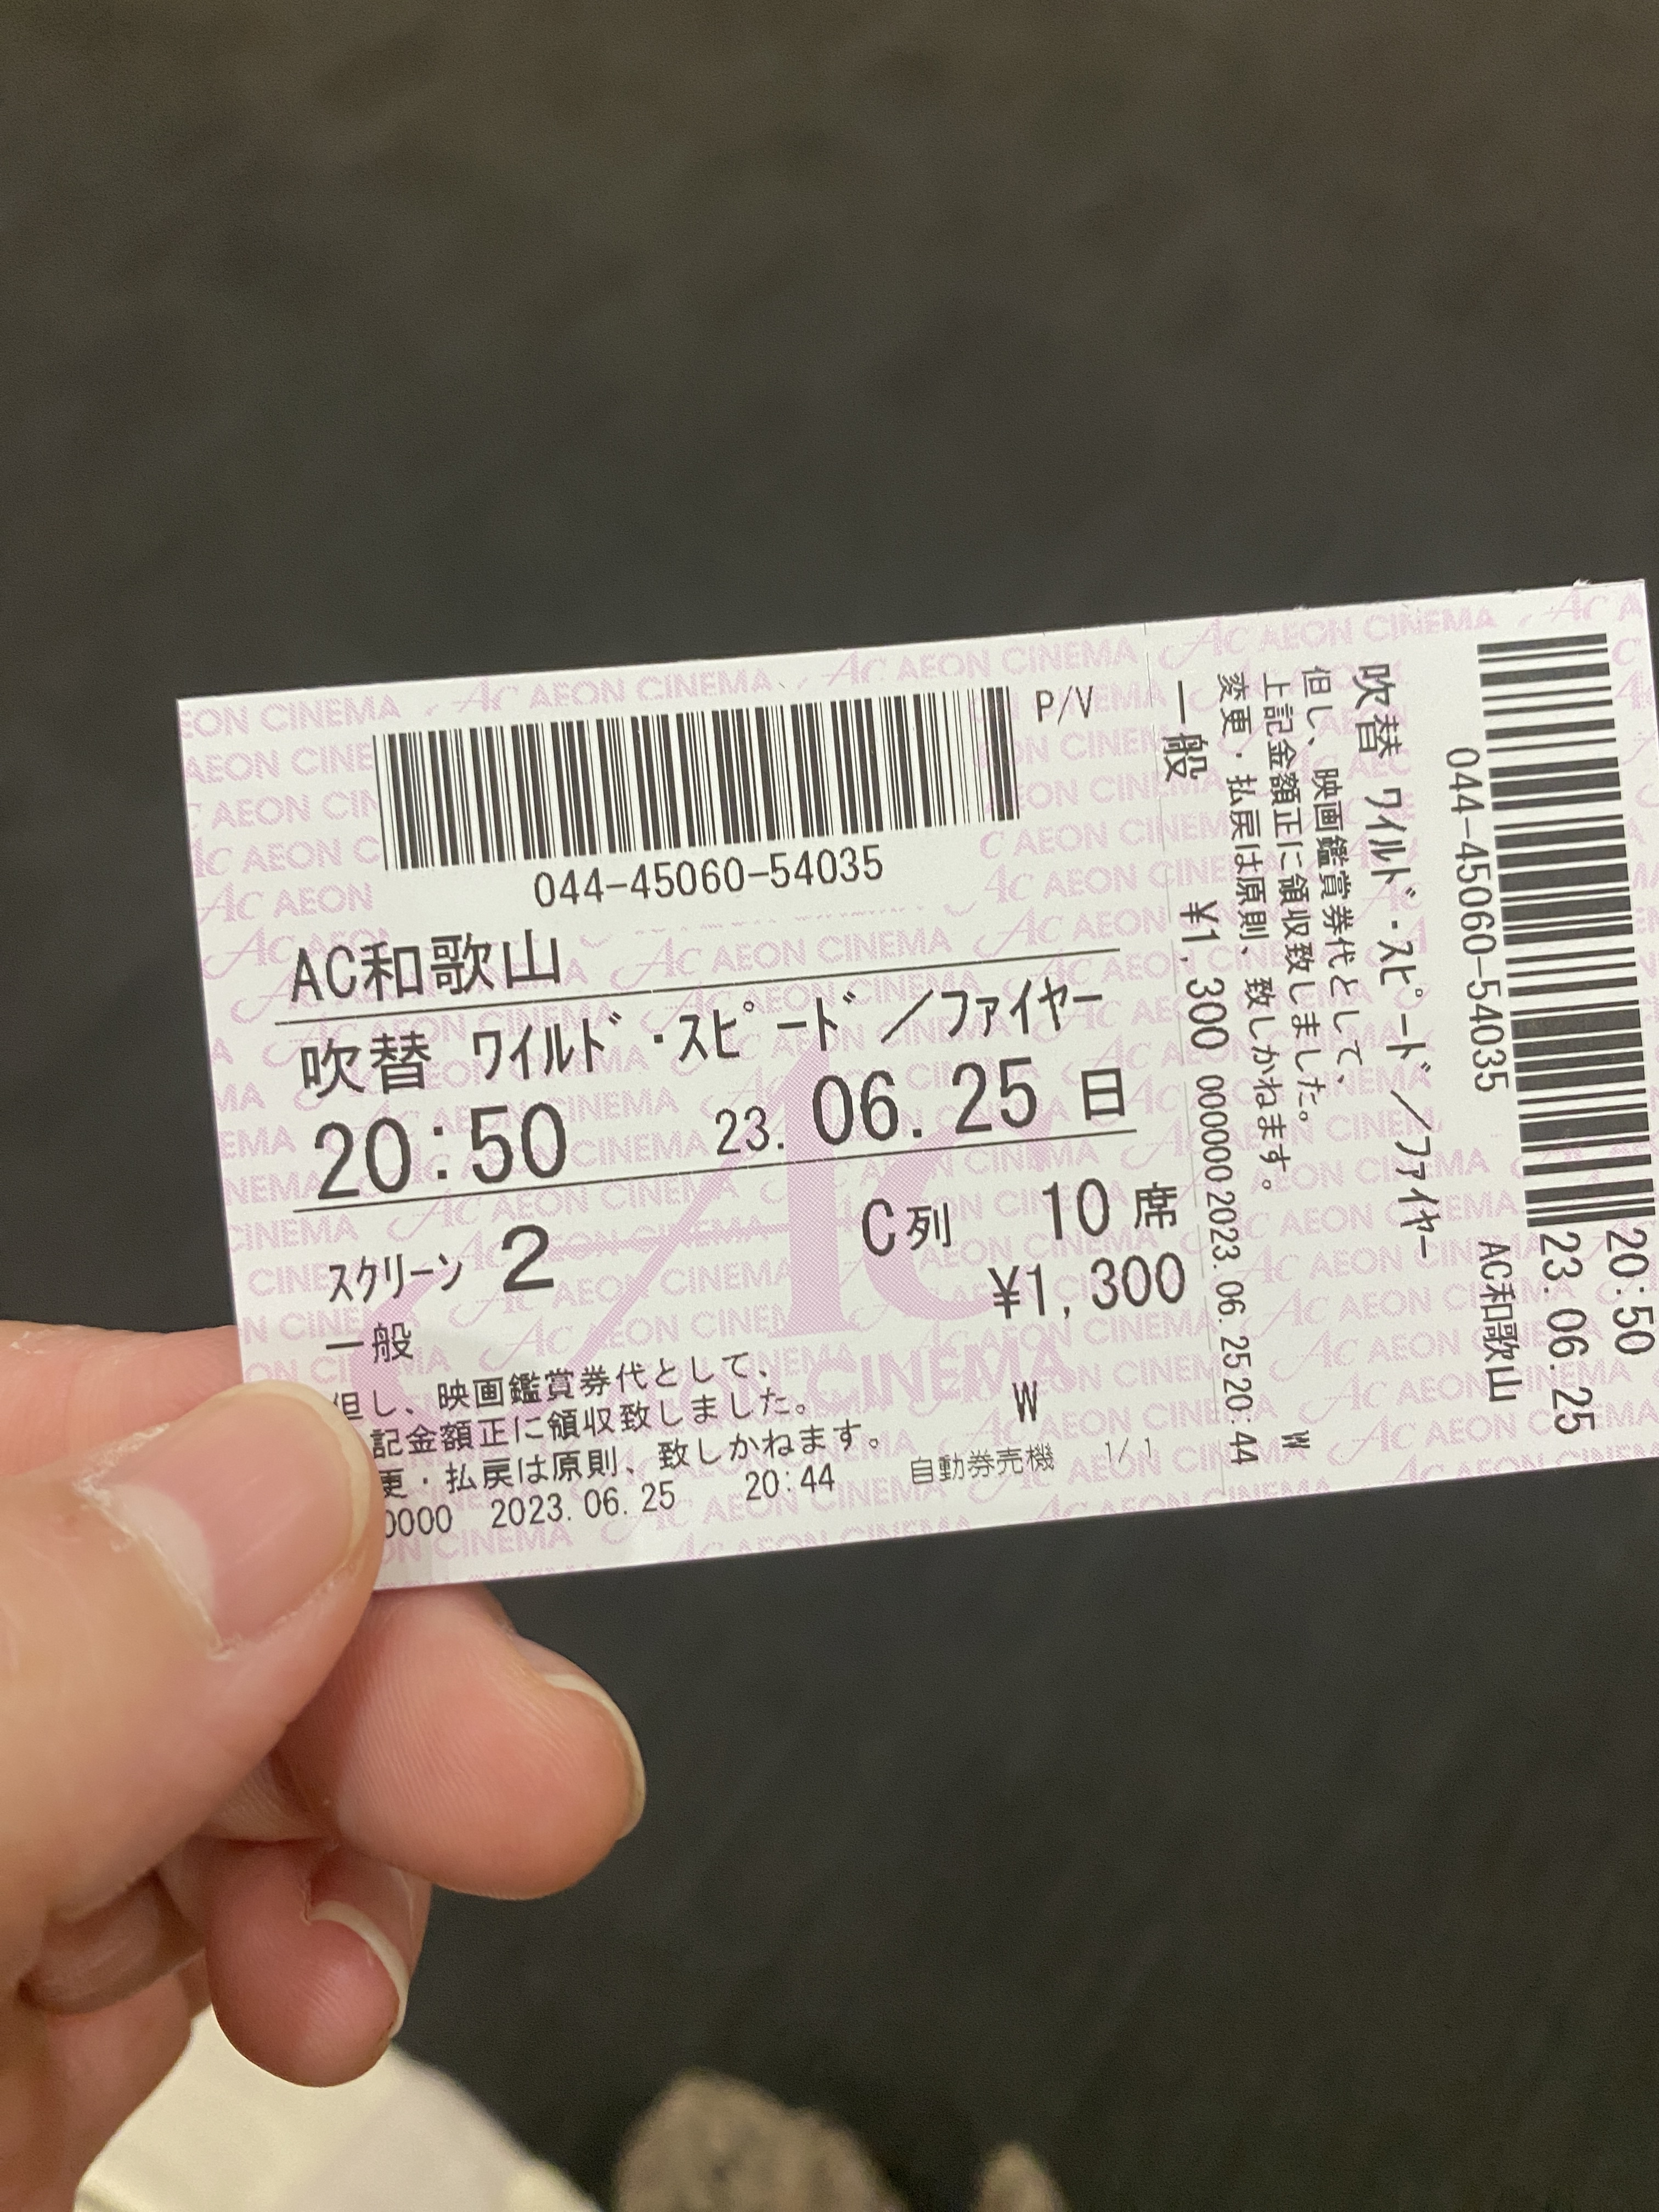 P/V
044-45060-54035
AC和歌山
吹替 ワイルド・スピード/ファイヤー
20:50 23.06.25 日
スクリーン 2 C列 10席
一般 ¥1,300
但し、映画鑑賞券代として、
記金額正に領収致しました。 W
更・払戻は原則、致しかねます。
0000 2023.06.25 20:44 自動券売機 1/1
20:50
23.06.25
044-45060-54035 AC和歌山
吹替 ワイルド・スピード/ファイヤー
但し、映画鑑賞券代として、
上記金額正に領収致しました。 W
変更・払戻は原則、致しかねます。
一般 ¥1,300 000000 2023.06.25 20:44
AC AEON CINEMA